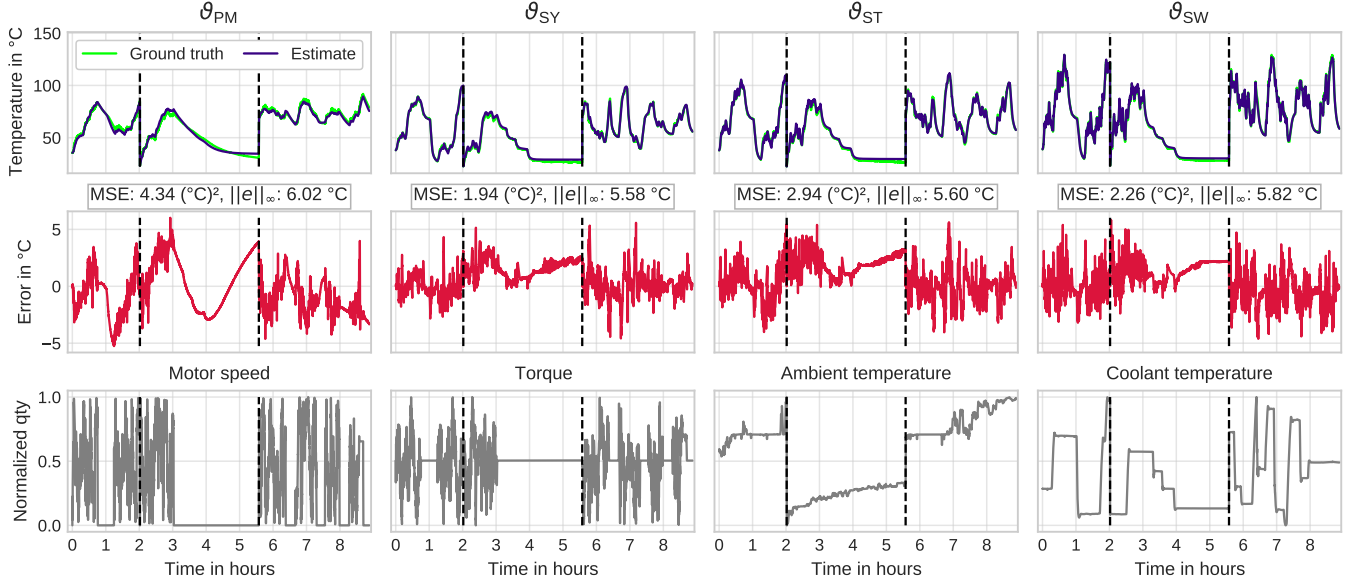 ϑPM ϑSY ϑST ϑSW
Temperature in °C
150
100
50
Ground truth Estimate
MSE: 4.34 (°C)², ||e||∞: 6.02 °C
MSE: 1.94 (°C)², ||e||∞: 5.58 °C
MSE: 2.94 (°C)², ||e||∞: 5.60 °C
MSE: 2.26 (°C)², ||e||∞: 5.82 °C
Error in °C
5
0
−5
Motor speed Torque Ambient temperature Coolant temperature
Normalized qty
1.0
0.5
0.0
0 1 2 3 4 5 6 7 8 0 1 2 3 4 5 6 7 8 0 1 2 3 4 5 6 7 8 0 1 2 3 4 5 6 7 8
Time in hours Time in hours Time in hours Time in hours